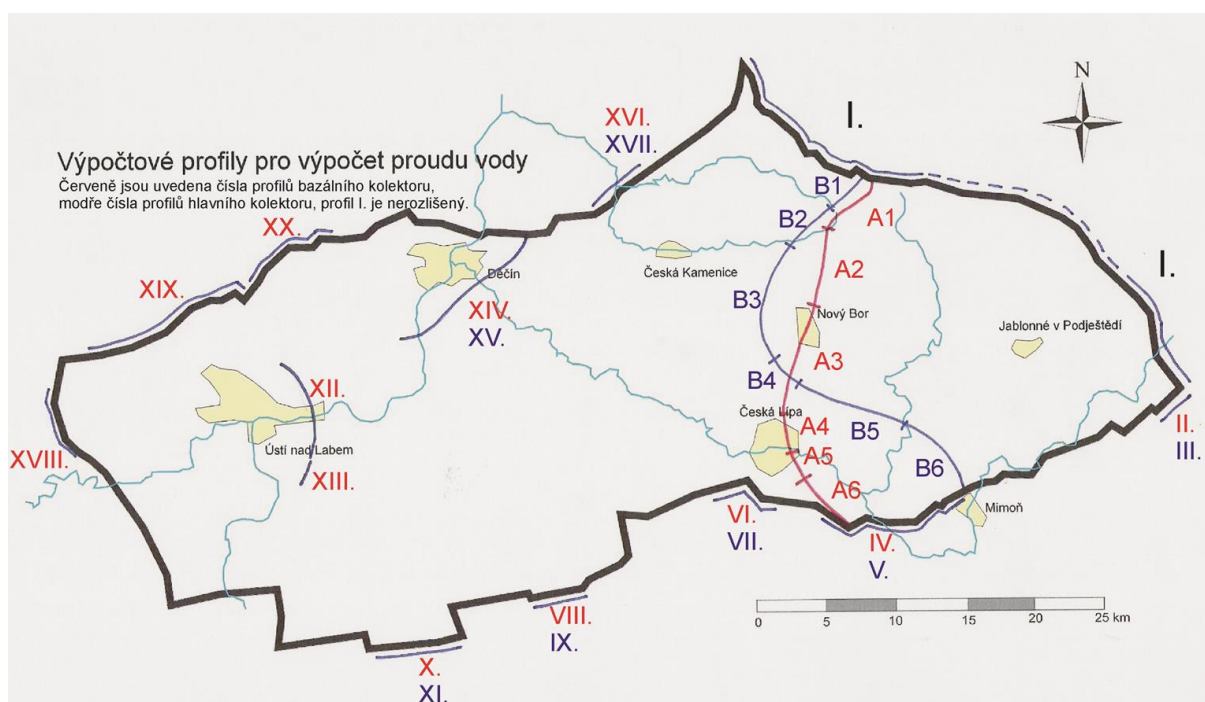 N
I.
XVI.
XVII.
Výpočtové profily pro výpočet proudu vody
Červeně jsou uvedena čísla profilů bazálního kolektoru,
modře čísla profilů hlavního kolektoru, profil I. je nerozlišený.
B1
A1
B2
XX.
Děčín
Česká Kamenice
A2
I.
XIX.
B3
XIV.
XV.
Nový Bor
Jablonné v Podještědí
A3
B4
XII.
Česká Lípa
A4
B5
II.
III.
Ústí nad Labem
XVIII.
A5
B6
XIII.
A6
VI.
VII.
Mimoň
IV.
V.
VIII.
IX.
0 5 10 15 20 25 km
X.
XI.